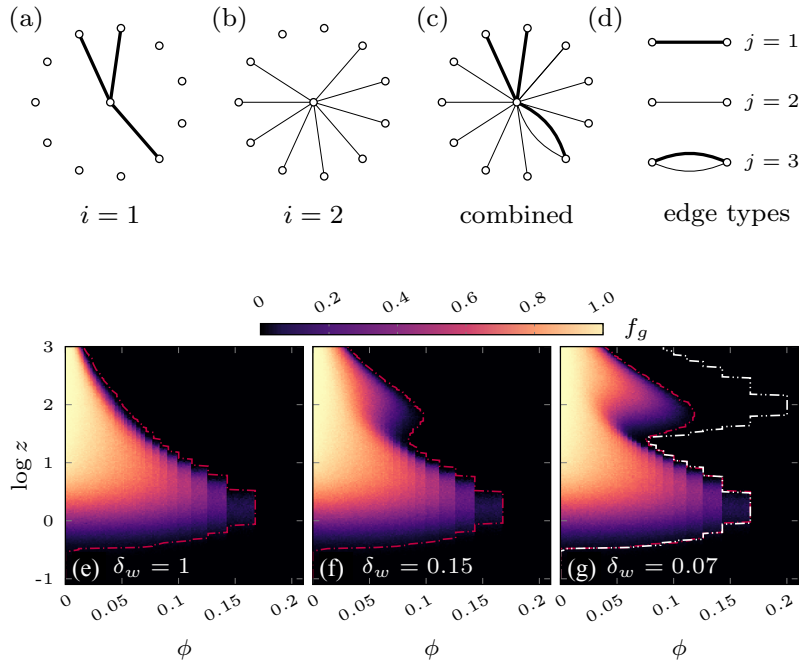 (a) (b) (c) (d)
j = 1
j = 2
j = 3
i = 1 i = 2 combined edge types
0 0.2 0.4 0.6 0.8 1.0
f_g
3
2
1
0
-1
log z
(e) δ_w = 1 (f) δ_w = 0.15 (g) δ_w = 0.07
0 0.05 0.1 0.15 0.2 0 0.05 0.1 0.15 0.2 0 0.05 0.1 0.15 0.2
ϕ ϕ ϕ